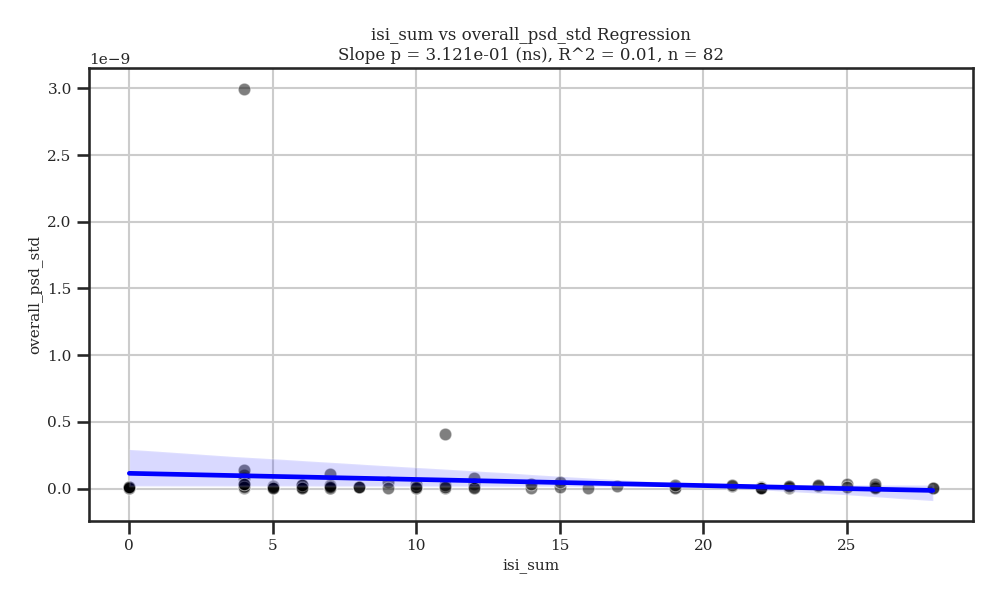 isi_sum vs overall_psd_std Regression
Slope p = 3.121e-01 (ns), R^2 = 0.01, n = 82
1e−9
3.0
2.5
2.0
1.5
1.0
0.5
0.0
overall_psd_std
0 5 10 15 20 25
isi_sum